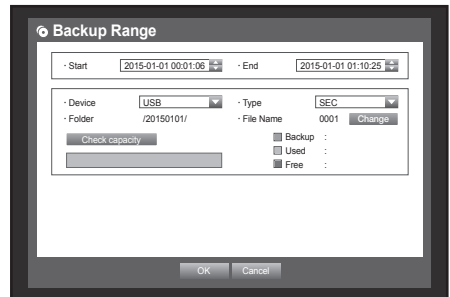 Backup Range
· Start 2015-01-01 00:01:06 · End 2015-01-01 01:10:25
· Device USB · Type SEC
· Folder /20150101/ · File Name 0001 Change
Check capacity Backup :
Used :
Free :
OK Cancel